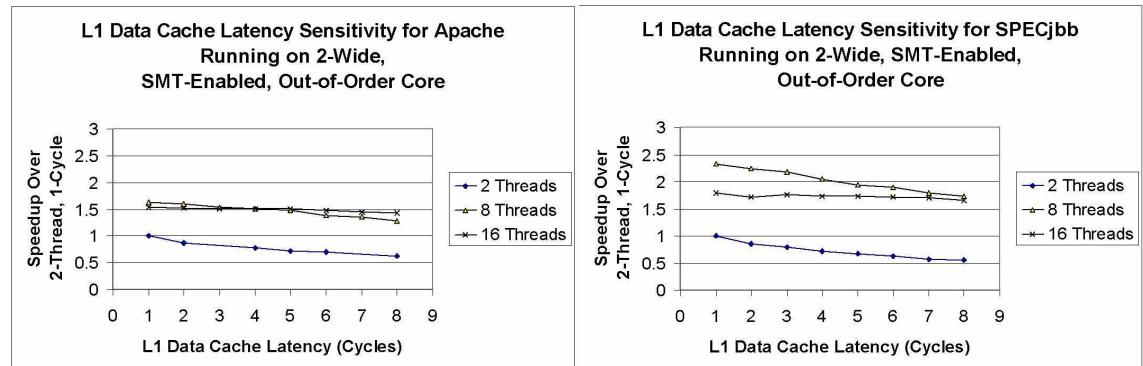 L1 Data Cache Latency Sensitivity for Apache
Running on 2-Wide,
SMT-Enabled, Out-of-Order Core
Speedup Over
2-Thread, 1-Cycle
3
2.5
2
1.5
1
0.5
0
0 1 2 3 4 5 6 7 8 9
L1 Data Cache Latency (Cycles)
2 Threads
8 Threads
16 Threads
L1 Data Cache Latency Sensitivity for SPECjbb
Running on 2-Wide, SMT-Enabled,
Out-of-Order Core
Speedup Over
2-Thread, 1-Cycle
3
2.5
2
1.5
1
0.5
0
0 1 2 3 4 5 6 7 8 9
L1 Data Cache Latency (Cycles)
2 Threads
8 Threads
16 Threads